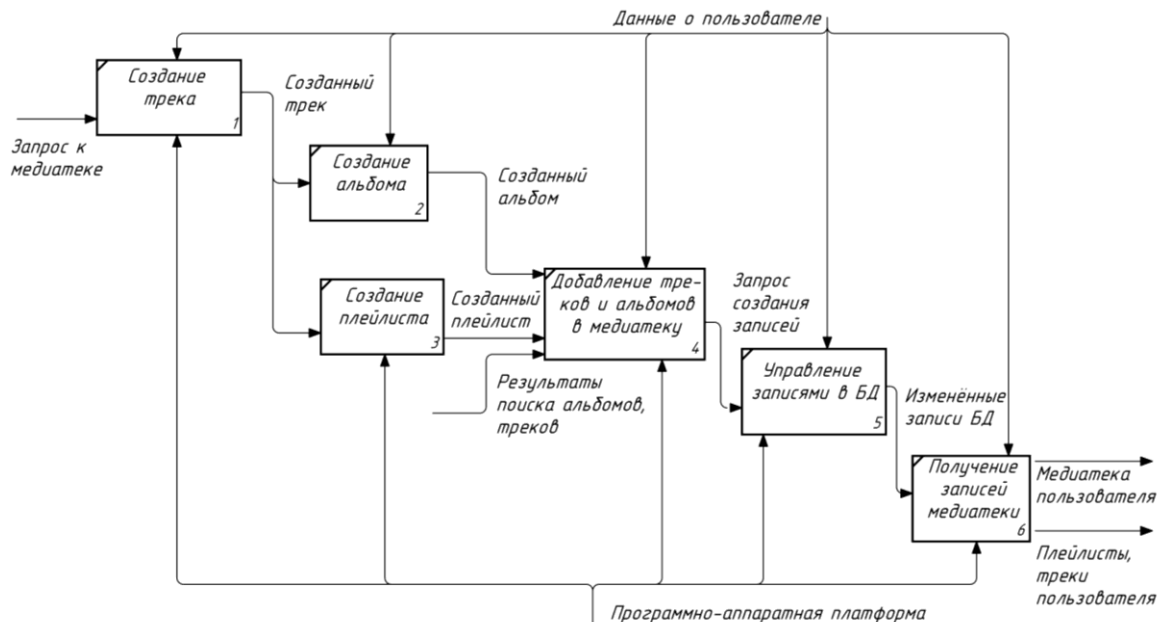 Данные о пользователе
Создание
трека
1
Созданный
трек
Запрос к
медиатеке
Создание
альбома
2
Созданный
альбом
Создание
плейлиста
3
Созданный
плейлист
Добавление тре-
ков и альбомов
в медиатеку
4
Запрос
создания
записей
Результаты
поиска альбомов,
треков
Управление
записями в БД
5
Изменённые
записи БД
Получение
записей
медиатеки
6
Медиатека
пользователя
Плейлисты,
треки
пользователя
Программно-аппаратная платформа